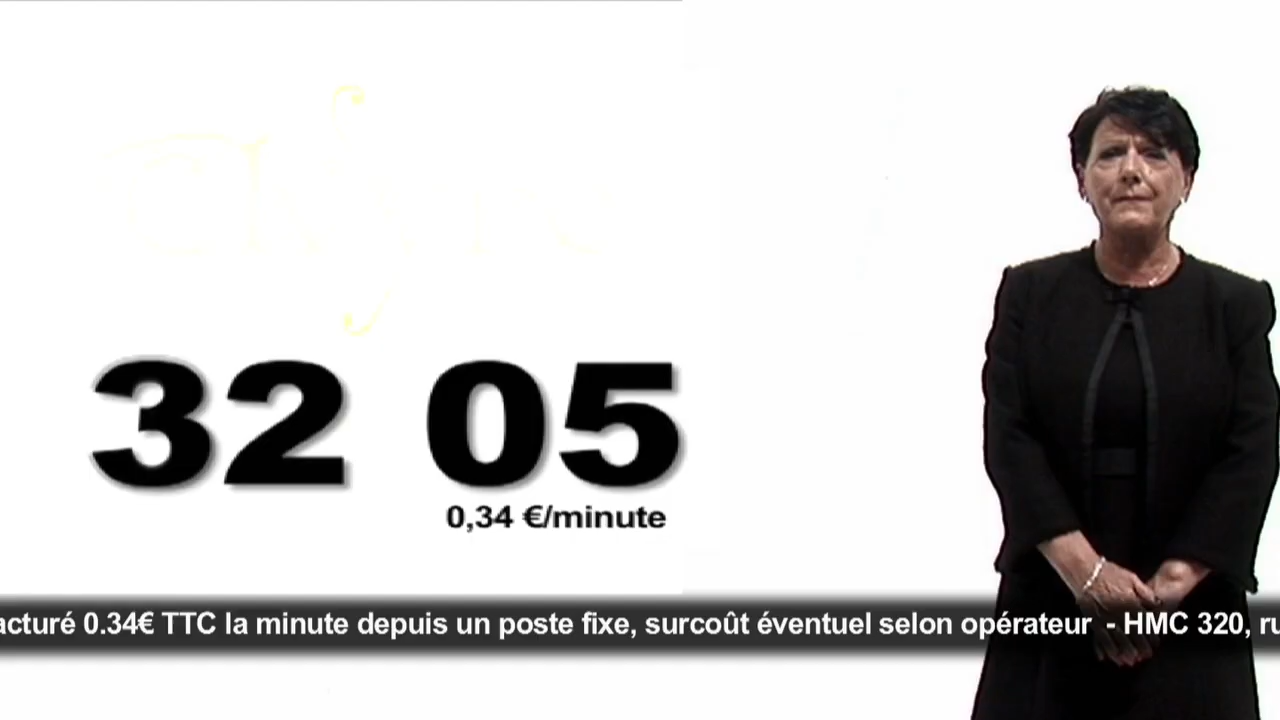 32 05
0,34 €/minute
acturé 0.34€ TTC la minute depuis un poste fixe, surcoût éventuel selon opérateur - HMC 320, ru